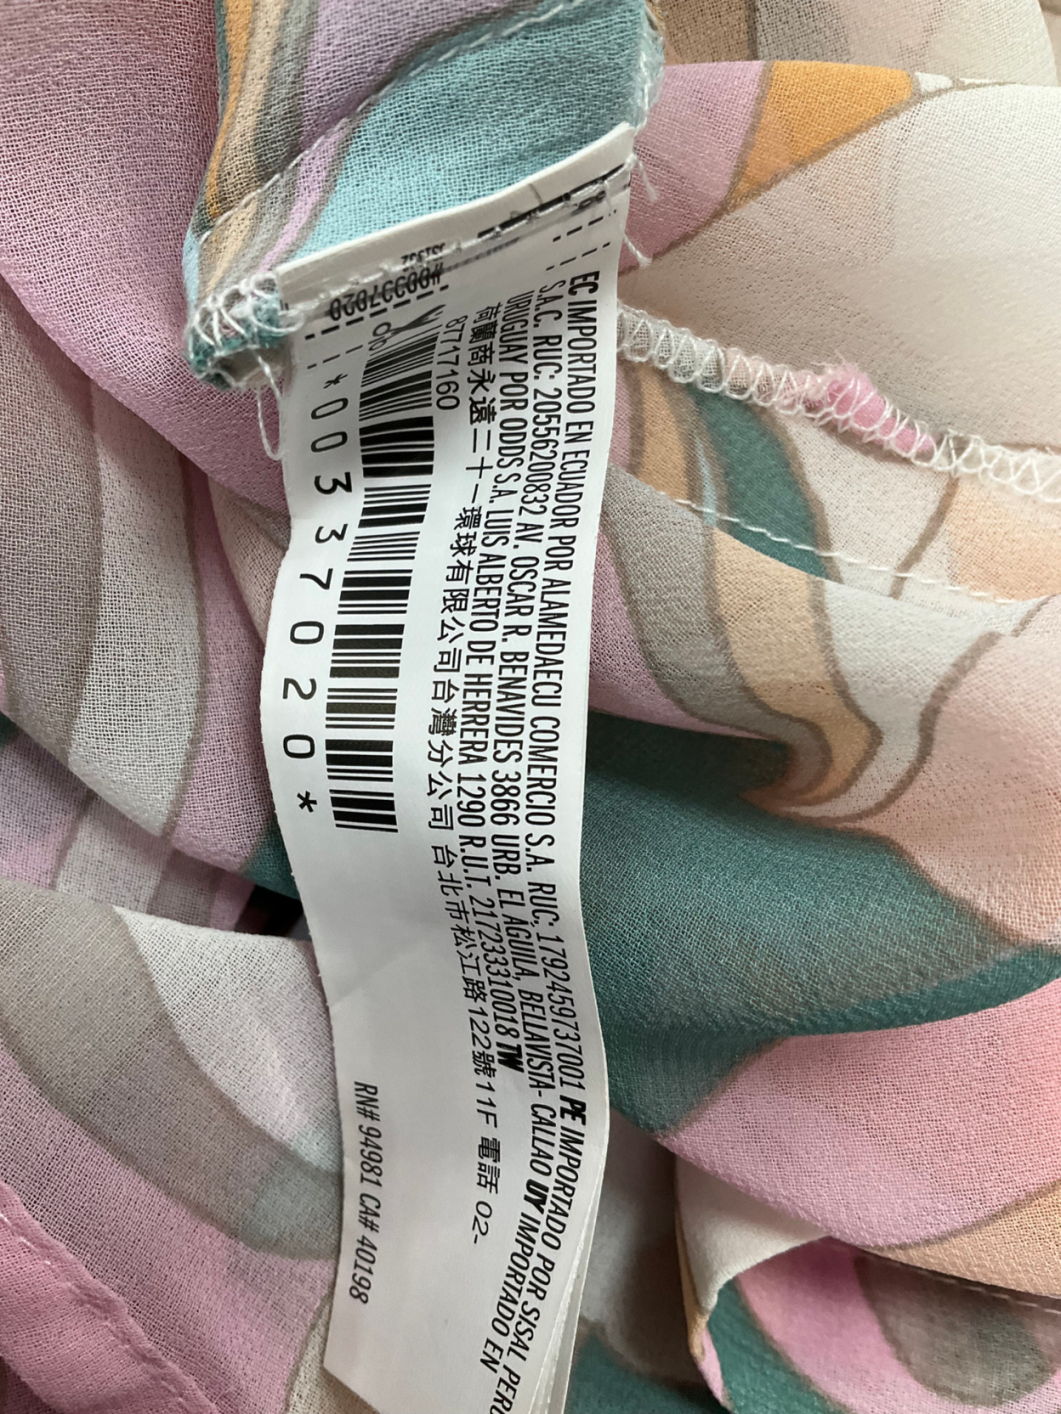 EC IMPORTADO EN ECUADOR POR ALAMEDAECU COMERCIO S.A. RUC: 1792459737001 PE IMPORTADO POR SISAL PERU
S.A.C. RUC: 20556200832 AV. OSCAR R. BENAVIDES 3866 URB. EL ÁGUILA, BELLAVISTA- CALLAO UY IMPORTADO EN
URUGUAY POR ODDS S.A. LUIS ALBERTO DE HERRERA 1290 R.U.T. 217233310018 TW
荷蘭商永遠二十一環球有限公司台灣分公司 台北市松江路122號11F 電話 02-
87717160
*00337020*
RN# 94981 CA# 40198
#00337020